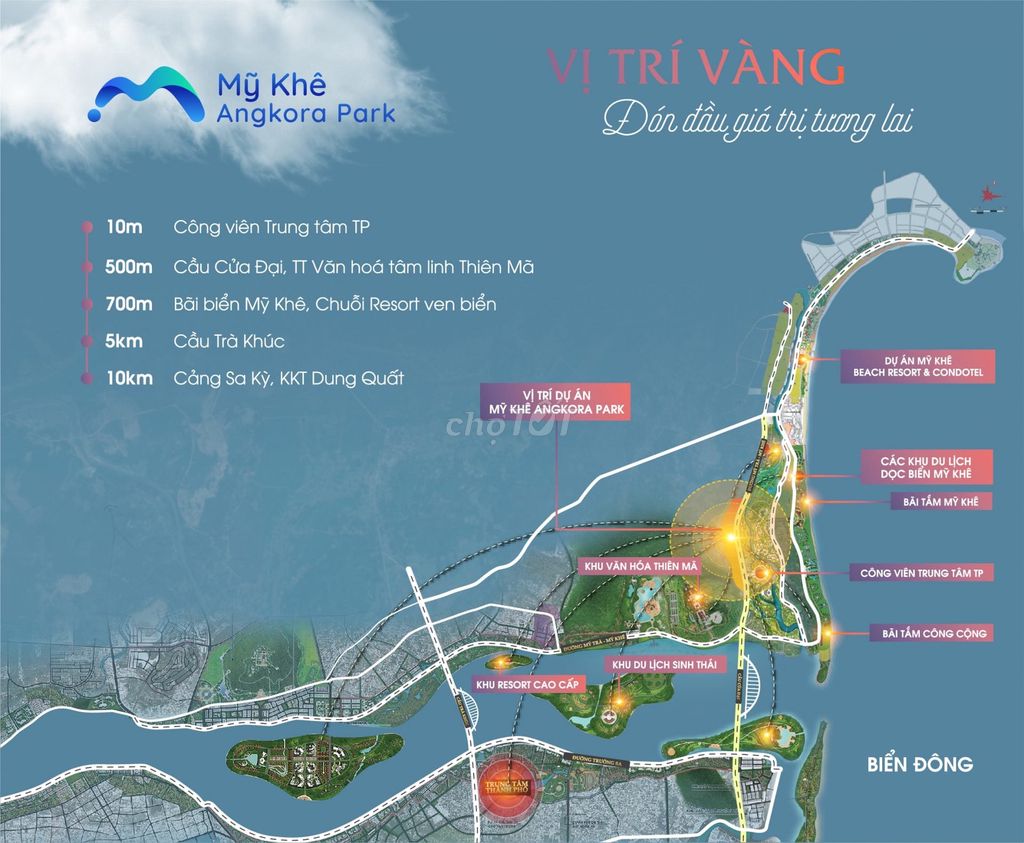 Mỹ Khê
Angkora Park
VỊ TRÍ VÀNG
Đón đầu giá trị tương lai
10m Công viên Trung tâm TP
500m Cầu Cửa Đại, TT Văn hoá tâm linh Thiên Mã
700m Bãi biển Mỹ Khê, Chuỗi Resort ven biển
5km Cầu Trà Khúc
10km Cảng Sa Kỳ, KKT Dung Quất
DỰ ÁN MỸ KHÊ
BEACH RESORT & CONDOTEL
VỊ TRÍ DỰ ÁN
MỸ KHÊ ANGKORA PARK
chợTỐT
CÁC KHU DU LỊCH
DỌC BIỂN MỸ KHÊ
BÃI TẮM MỸ KHÊ
KHU VĂN HÓA THIÊN MÃ
CÔNG VIÊN TRUNG TÂM TP
BÃI TẮM CÔNG CỘNG
ĐƯỜNG MỸ TRÀ - MỸ KHÊ
KHU DU LỊCH SINH THÁI
KHU RESORT CAO CẤP
BIỂN ĐÔNG
ĐƯỜNG TRƯỜNG SA
TRUNG TÂM
THÀNH PHỐ